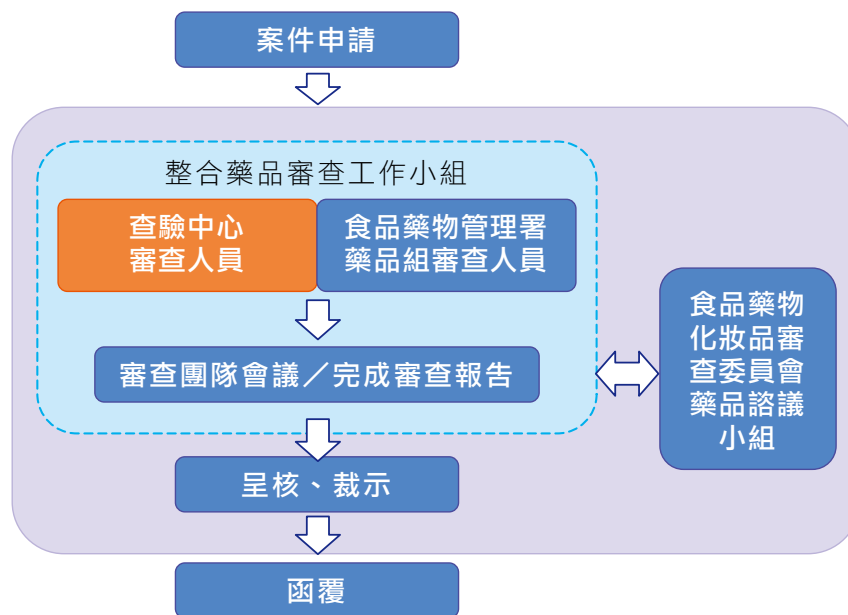 案件申請
整合藥品審查工作小組
查驗中心
審查人員
食品藥物管理署
藥品組審查人員
審查團隊會議／完成審查報告
食品藥物
化妝品審
查委員會
藥品諮議
小組
呈核、裁示
函覆